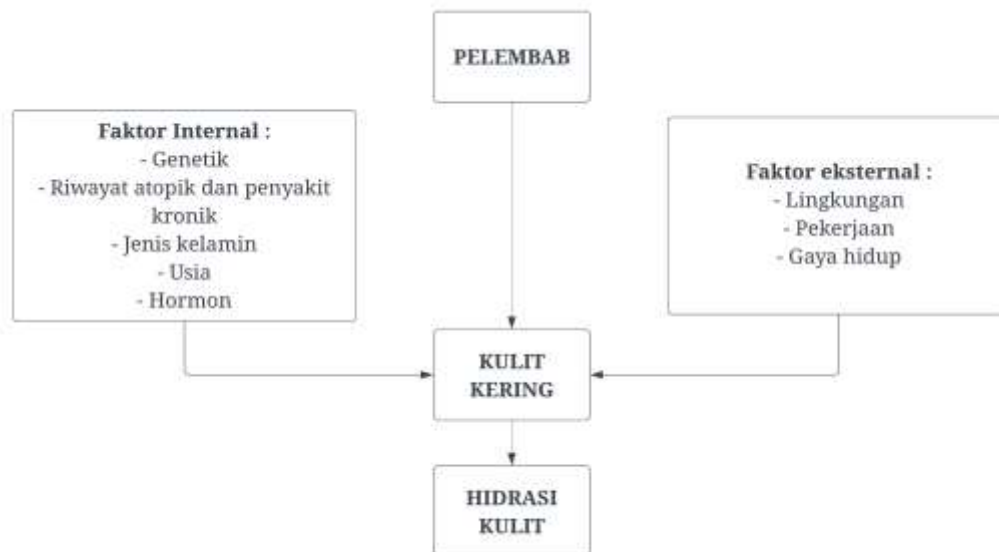 PELEMBAB
Faktor Internal :
- Genetik
- Riwayat atopik dan penyakit
kronik
- Jenis kelamin
- Usia
- Hormon
Faktor eksternal :
- Lingkungan
- Pekerjaan
- Gaya hidup
KULIT
KERING
HIDRASI
KULIT